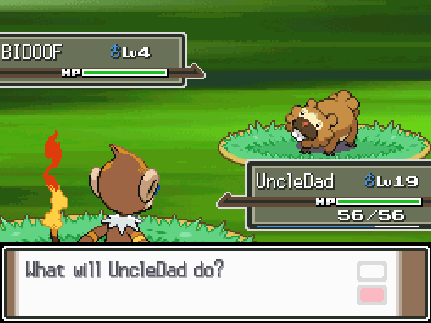 BIDOOF ♂Lv4
HP
UncleDad ♂Lv19
HP
56/56
What will UncleDad do?